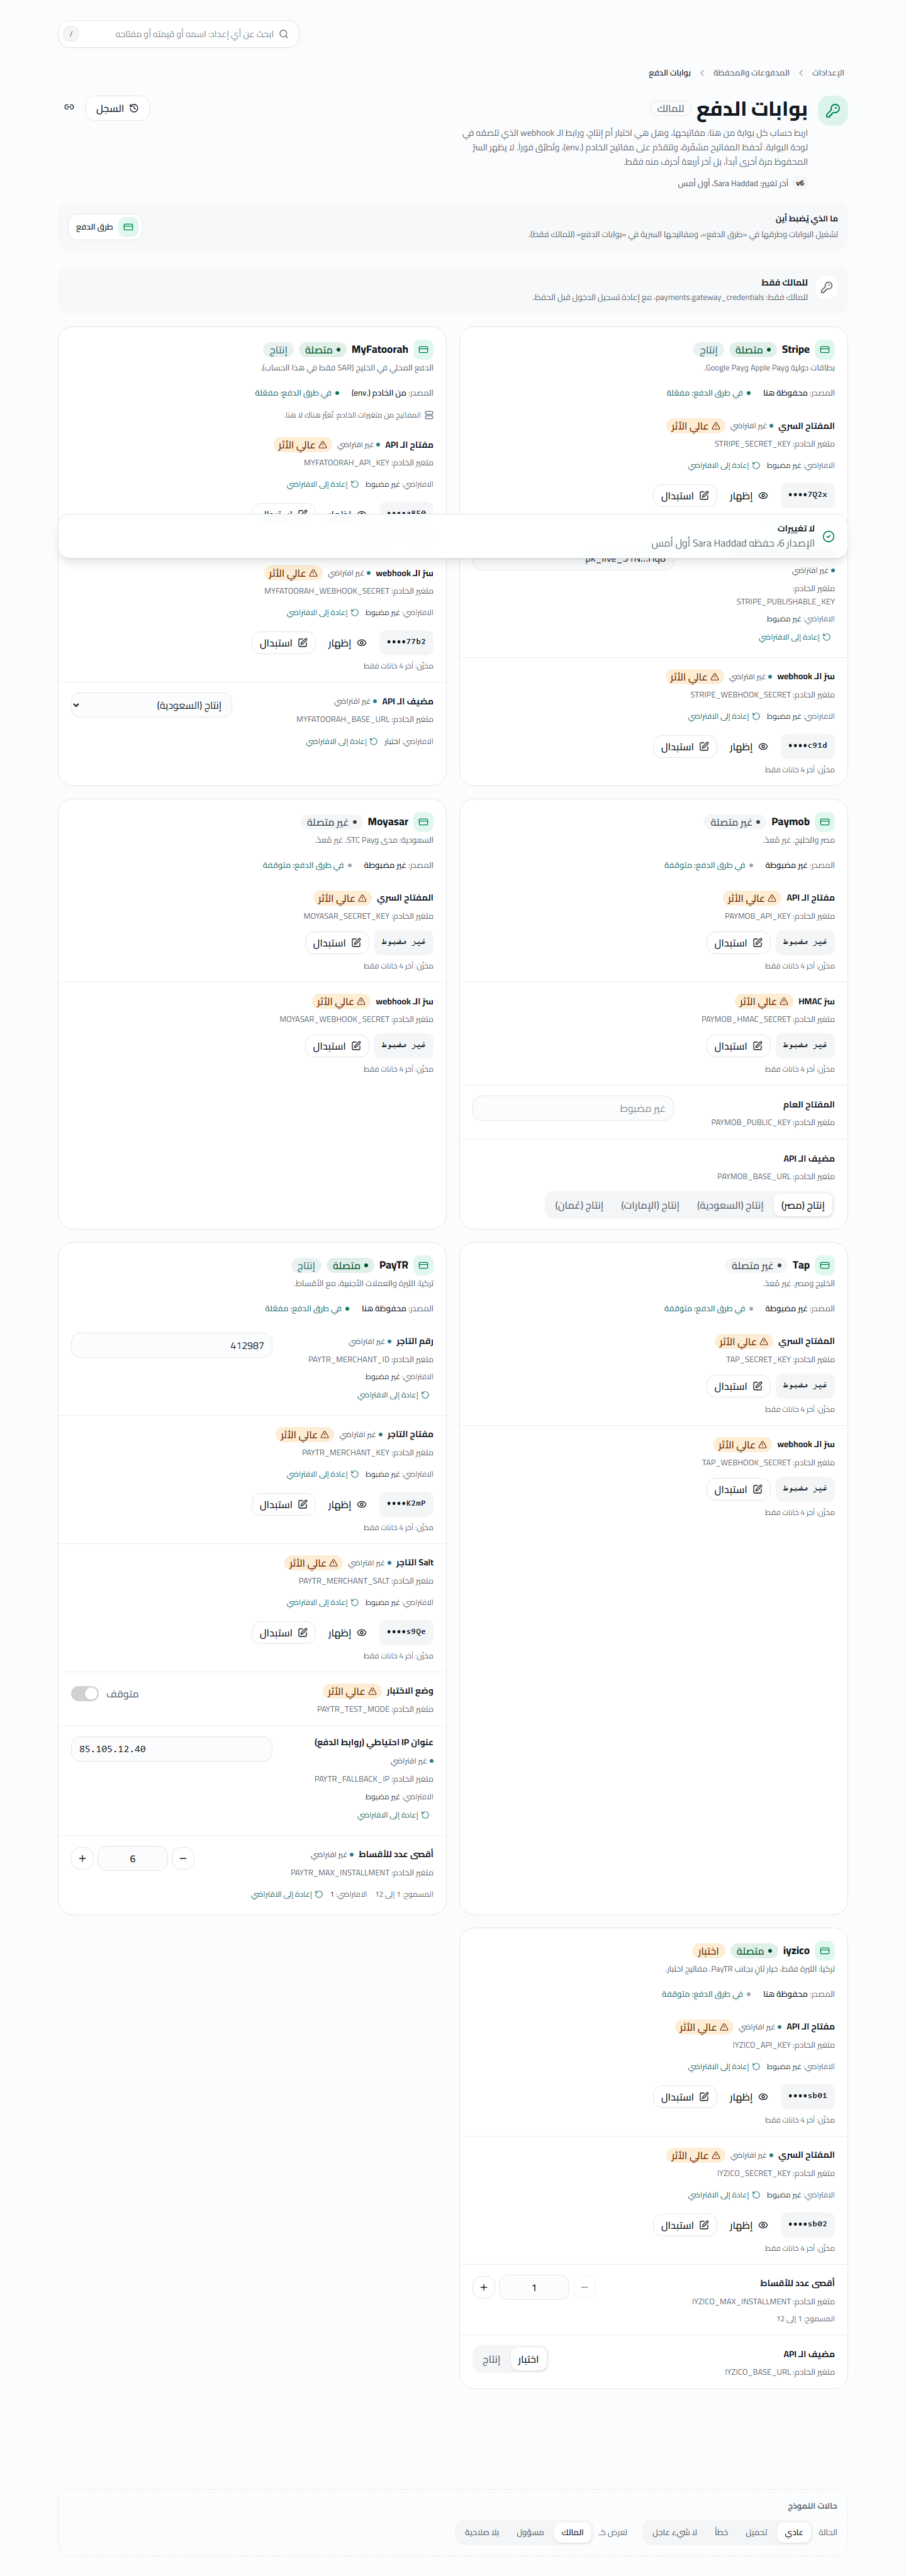 ابحث عن أي إعداد: اسمه أو قيمته أو مفتاحه
/
الإعدادات
المدفوعات والمحفظة
بوابات الدفع
بوابات الدفع
للمالك
السجل
اربط حساب كل بوابة من هنا: مفاتيحها، وهل هي اختبار أم إنتاج، ورابط الـ webhook الذي تلصقه في
لوحة البوابة. تُحفظ المفاتيح مشفّرة، وتتقدّم على مفاتيح الخادم (.env)، وتُطبّق فوراً. لا يظهر السرّ
المحفوظ مرة أخرى أبداً، بل آخر أربعة أحرف منه فقط.
v6 آخر تغيير: Sara Haddad، أول أمس
ما الذي يُضبط أين
تشغيل البوابات وطرقها في «طرق الدفع»، ومفاتيحها السرية في «بوابات الدفع» (للمالك فقط).
طرق الدفع
للمالك فقط
للمالك فقط: payments.gateway_credentials، مع إعادة تسجيل الدخول قبل الحفظ.
Stripe متصلة إنتاج
بطاقات دولية وApple Pay وGoogle Pay.
المصدر: محفوظة هنا في طرق الدفع: مفعّلة
المفتاح السري غير افتراضي عالي الأثر
متغير الخادم: STRIPE_SECRET_KEY
الافتراضي: غير مضبوط إعادة إلى الافتراضي
••••7Q2x إظهار استبدال
غير افتراضي
متغير الخادم:
STRIPE_PUBLISHABLE_KEY
الافتراضي: غير مضبوط
إعادة إلى الافتراضي
سرّ الـ webhook غير افتراضي عالي الأثر
متغير الخادم: STRIPE_WEBHOOK_SECRET
الافتراضي: غير مضبوط إعادة إلى الافتراضي
••••c91d إظهار استبدال
مخزّن: آخر 4 خانات فقط
MyFatoorah متصلة إنتاج
الدفع المحلي في الخليج (SAR فقط في هذا الحساب).
المصدر: من الخادم (.env) في طرق الدفع: مفعّلة
المفاتيح من متغيرات الخادم: تُغيَّر هناك لا هنا.
مفتاح الـ API غير افتراضي عالي الأثر
متغير الخادم: MYFATOORAH_API_KEY
الافتراضي: غير مضبوط إعادة إلى الافتراضي
لا تغييرات
الإصدار 6، حفظه Sara Haddad أول أمس
سرّ الـ webhook غير افتراضي عالي الأثر
متغير الخادم: MYFATOORAH_WEBHOOK_SECRET
الافتراضي: غير مضبوط إعادة إلى الافتراضي
••••77b2 إظهار استبدال
مخزّن: آخر 4 خانات فقط
مضيف الـ API غير افتراضي
إنتاج (السعودية)
متغير الخادم: MYFATOORAH_BASE_URL
الافتراضي: اختبار إعادة إلى الافتراضي
Paymob غير متصلة
مصر والخليج. غير مُعدّ.
المصدر: غير مضبوطة في طرق الدفع: متوقفة
مفتاح الـ API عالي الأثر
متغير الخادم: PAYMOB_API_KEY
غير مضبوط استبدال
مخزّن: آخر 4 خانات فقط
سرّ HMAC عالي الأثر
متغير الخادم: PAYMOB_HMAC_SECRET
غير مضبوط استبدال
مخزّن: آخر 4 خانات فقط
المفتاح العام
غير مضبوط
متغير الخادم: PAYMOB_PUBLIC_KEY
مضيف الـ API
متغير الخادم: PAYMOB_BASE_URL
إنتاج (مصر) إنتاج (السعودية) إنتاج (الإمارات) إنتاج (عُمان)
Moyasar غير متصلة
السعودية: مدى وSTC Pay. غير مُعدّ.
المصدر: غير مضبوطة في طرق الدفع: متوقفة
المفتاح السري عالي الأثر
متغير الخادم: MOYASAR_SECRET_KEY
غير مضبوط استبدال
مخزّن: آخر 4 خانات فقط
سرّ الـ webhook عالي الأثر
متغير الخادم: MOYASAR_WEBHOOK_SECRET
غير مضبوط استبدال
مخزّن: آخر 4 خانات فقط
Tap غير متصلة
الخليج ومصر. غير مُعدّ.
المصدر: غير مضبوطة في طرق الدفع: متوقفة
المفتاح السري عالي الأثر
متغير الخادم: TAP_SECRET_KEY
غير مضبوط استبدال
مخزّن: آخر 4 خانات فقط
سرّ الـ webhook عالي الأثر
متغير الخادم: TAP_WEBHOOK_SECRET
غير مضبوط استبدال
مخزّن: آخر 4 خانات فقط
PayTR متصلة إنتاج
تركيا: الليرة والعملات الأجنبية، مع الأقساط.
المصدر: محفوظة هنا في طرق الدفع: مفعّلة
رقم التاجر غير افتراضي
412987
متغير الخادم: PAYTR_MERCHANT_ID
الافتراضي: غير مضبوط
إعادة إلى الافتراضي
مفتاح التاجر غير افتراضي عالي الأثر
متغير الخادم: PAYTR_MERCHANT_KEY
الافتراضي: غير مضبوط إعادة إلى الافتراضي
••••K2mP إظهار استبدال
مخزّن: آخر 4 خانات فقط
Salt التاجر غير افتراضي عالي الأثر
متغير الخادم: PAYTR_MERCHANT_SALT
الافتراضي: غير مضبوط إعادة إلى الافتراضي
••••s9Qe إظهار استبدال
مخزّن: آخر 4 خانات فقط
وضع الاختبار عالي الأثر
متوقف
متغير الخادم: PAYTR_TEST_MODE
عنوان IP احتياطي (روابط الدفع)
85.105.12.40
غير افتراضي
متغير الخادم: PAYTR_FALLBACK_IP
الافتراضي: غير مضبوط
إعادة إلى الافتراضي
أقصى عدد للأقساط غير افتراضي
− 6 +
متغير الخادم: PAYTR_MAX_INSTALLMENT
المسموح: 1 إلى 12 الافتراضي: 1 إعادة إلى الافتراضي
iyzico متصلة اختبار
تركيا: الليرة فقط، خيار ثانٍ بجانب PayTR. مفاتيح اختبار.
المصدر: محفوظة هنا في طرق الدفع: متوقفة
مفتاح الـ API غير افتراضي عالي الأثر
متغير الخادم: IYZICO_API_KEY
الافتراضي: غير مضبوط إعادة إلى الافتراضي
••••sb01 إظهار استبدال
مخزّن: آخر 4 خانات فقط
المفتاح السري غير افتراضي عالي الأثر
متغير الخادم: IYZICO_SECRET_KEY
الافتراضي: غير مضبوط إعادة إلى الافتراضي
••••sb02 إظهار استبدال
مخزّن: آخر 4 خانات فقط
أقصى عدد للأقساط
− 1 +
متغير الخادم: IYZICO_MAX_INSTALLMENT
المسموح: 1 إلى 12
مضيف الـ API
اختبار إنتاج
متغير الخادم: IYZICO_BASE_URL
حالات النموذج
الحالة عادي تحميل خطأ لا شيء عاجل تعرض كـ المالك مسؤول بلا صلاحية